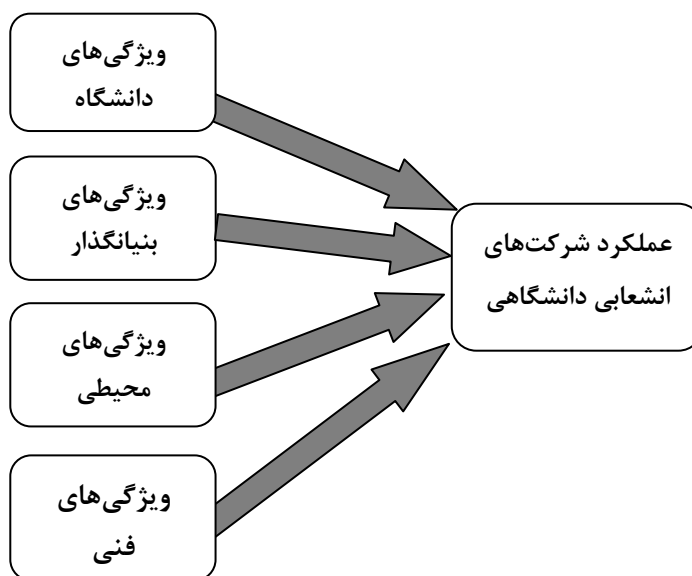 ویژگی‌های
دانشگاه
ویژگی‌های
بنیانگذار
ویژگی‌های
محیطی
ویژگی‌های
فنی
عملکرد شرکت‌های
انشعابی دانشگاهی